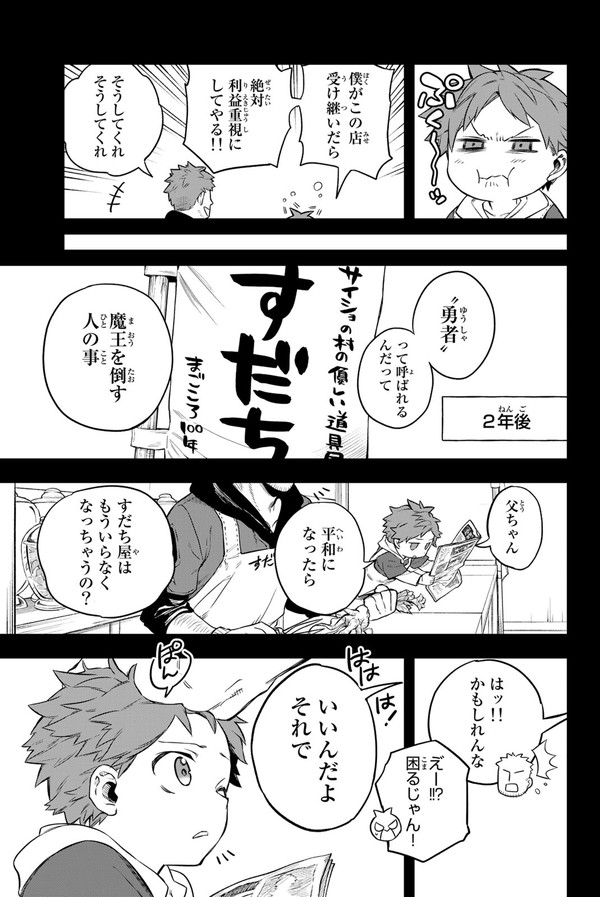 ぷく〜
僕がこの店
受け継いだら
絶対
利益重視に
してやる!!
そうしてくれ
そうしてくれ
2年後
〝勇者〟
って呼ばれる
んだって
サイショの村の優しい道具屋
すだち
まごころ100年
魔王を倒す
人の事
父ちゃん
平和に
なったら
すだ
すだち屋は
もういらなく
なっちゃうの?
はッ!!
かもしれんな
えー!!?
困るじゃん!
ははは!
いいんだよ
それで
ぽん